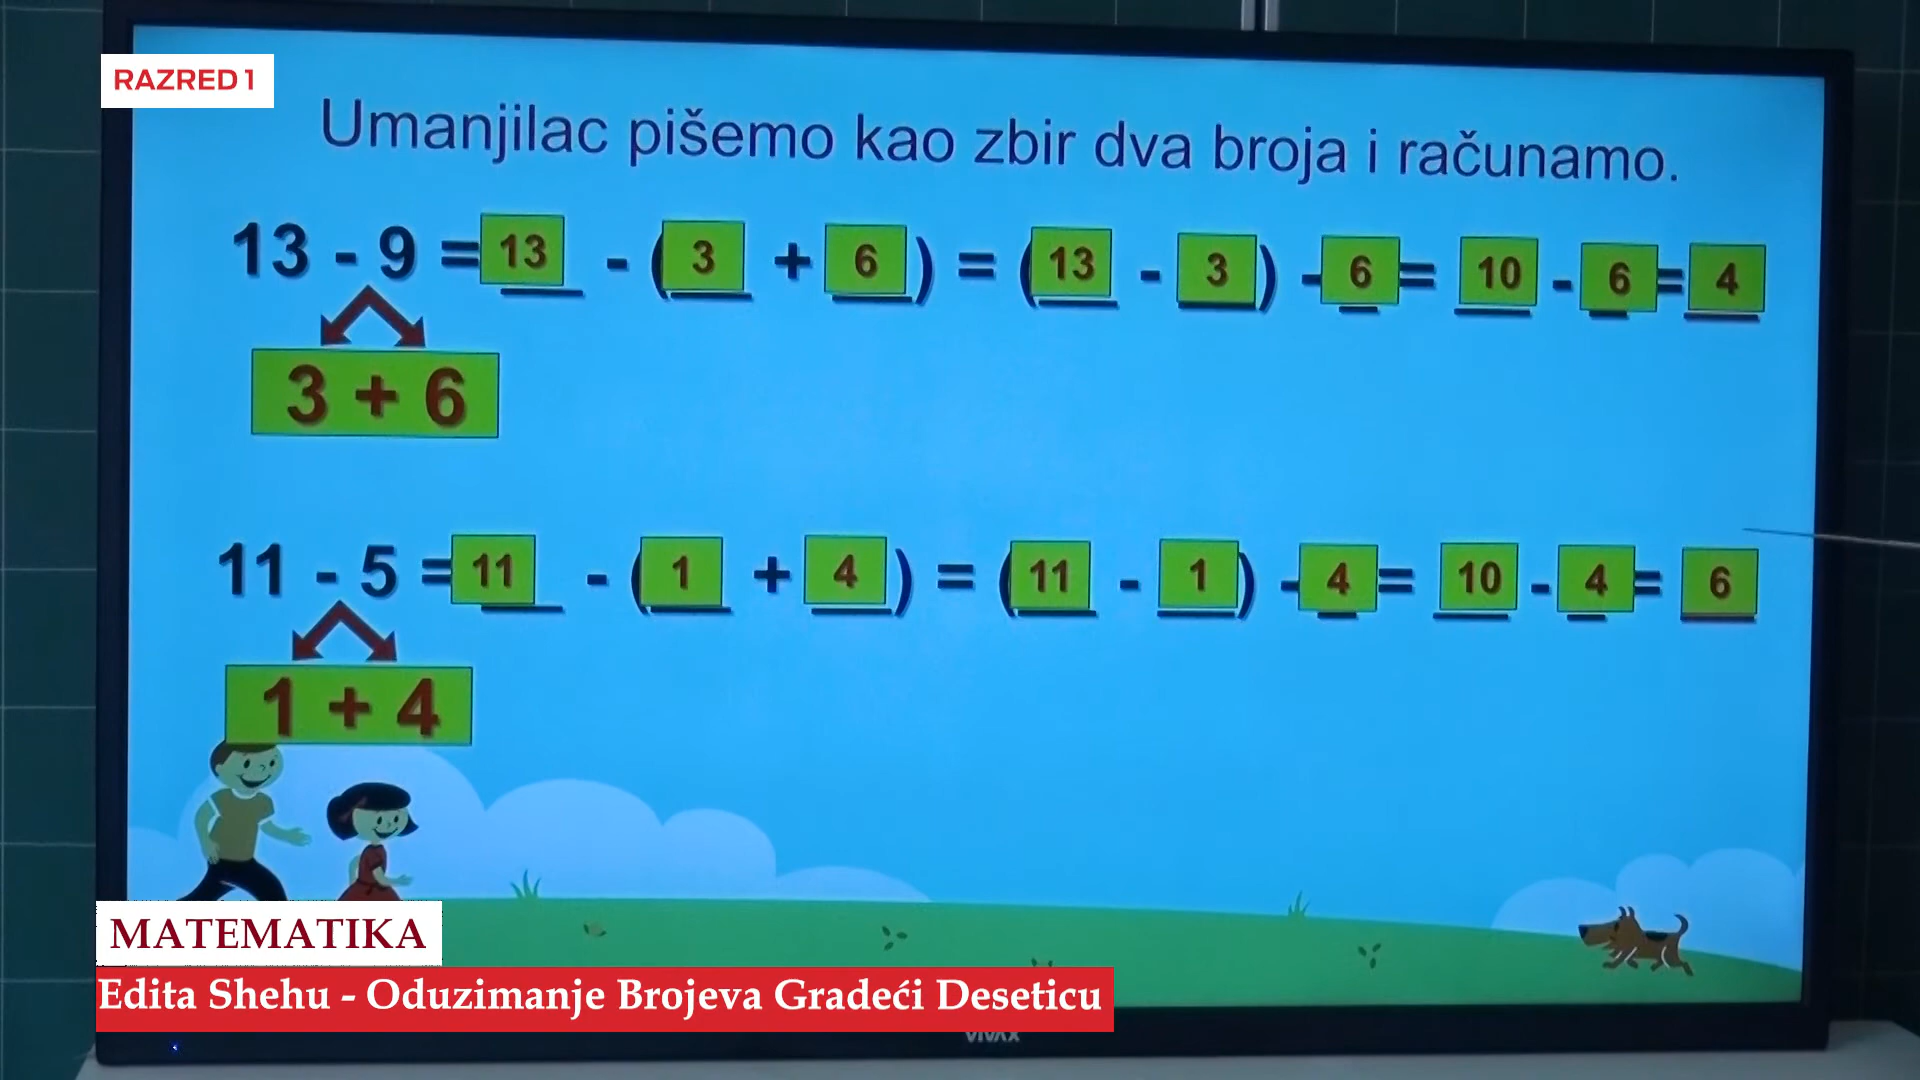 RAZRED 1
Umanjilac pišemo kao zbir dva broja i računamo.
13 - 9 = 13 - ( 3 + 6 ) = ( 13 - 3 ) - 6 = 10 - 6 = 4
3 + 6
11 - 5 = 11 - ( 1 + 4 ) = ( 11 - 1 ) - 4 = 10 - 4 = 6
1 + 4
MATEMATIKA
Edita Shehu - Oduzimanje Brojeva Gradeći Deseticu
VIVAX